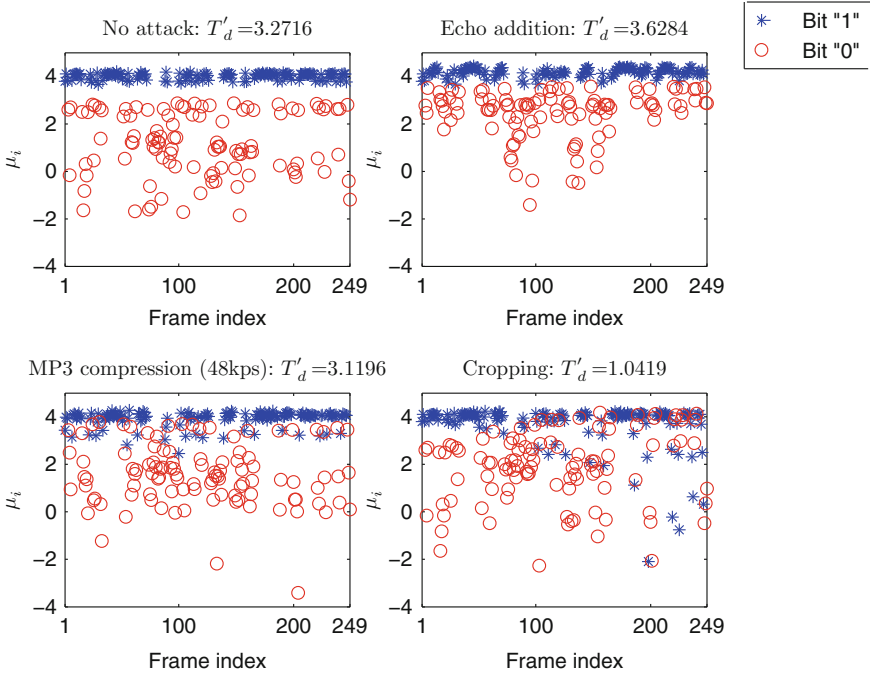 No attack: T′d=3.2716
Echo addition: T′d=3.6284
Bit "1"
Bit "0"
4
2
0
−2
−4
μi
1
100
200
249
Frame index
4
2
0
−2
−4
μi
1
100
200
249
Frame index
MP3 compression (48kps): T′d=3.1196
Cropping: T′d=1.0419
4
2
0
−2
−4
μi
1
100
200
249
Frame index
4
2
0
−2
−4
μi
1
100
200
249
Frame index